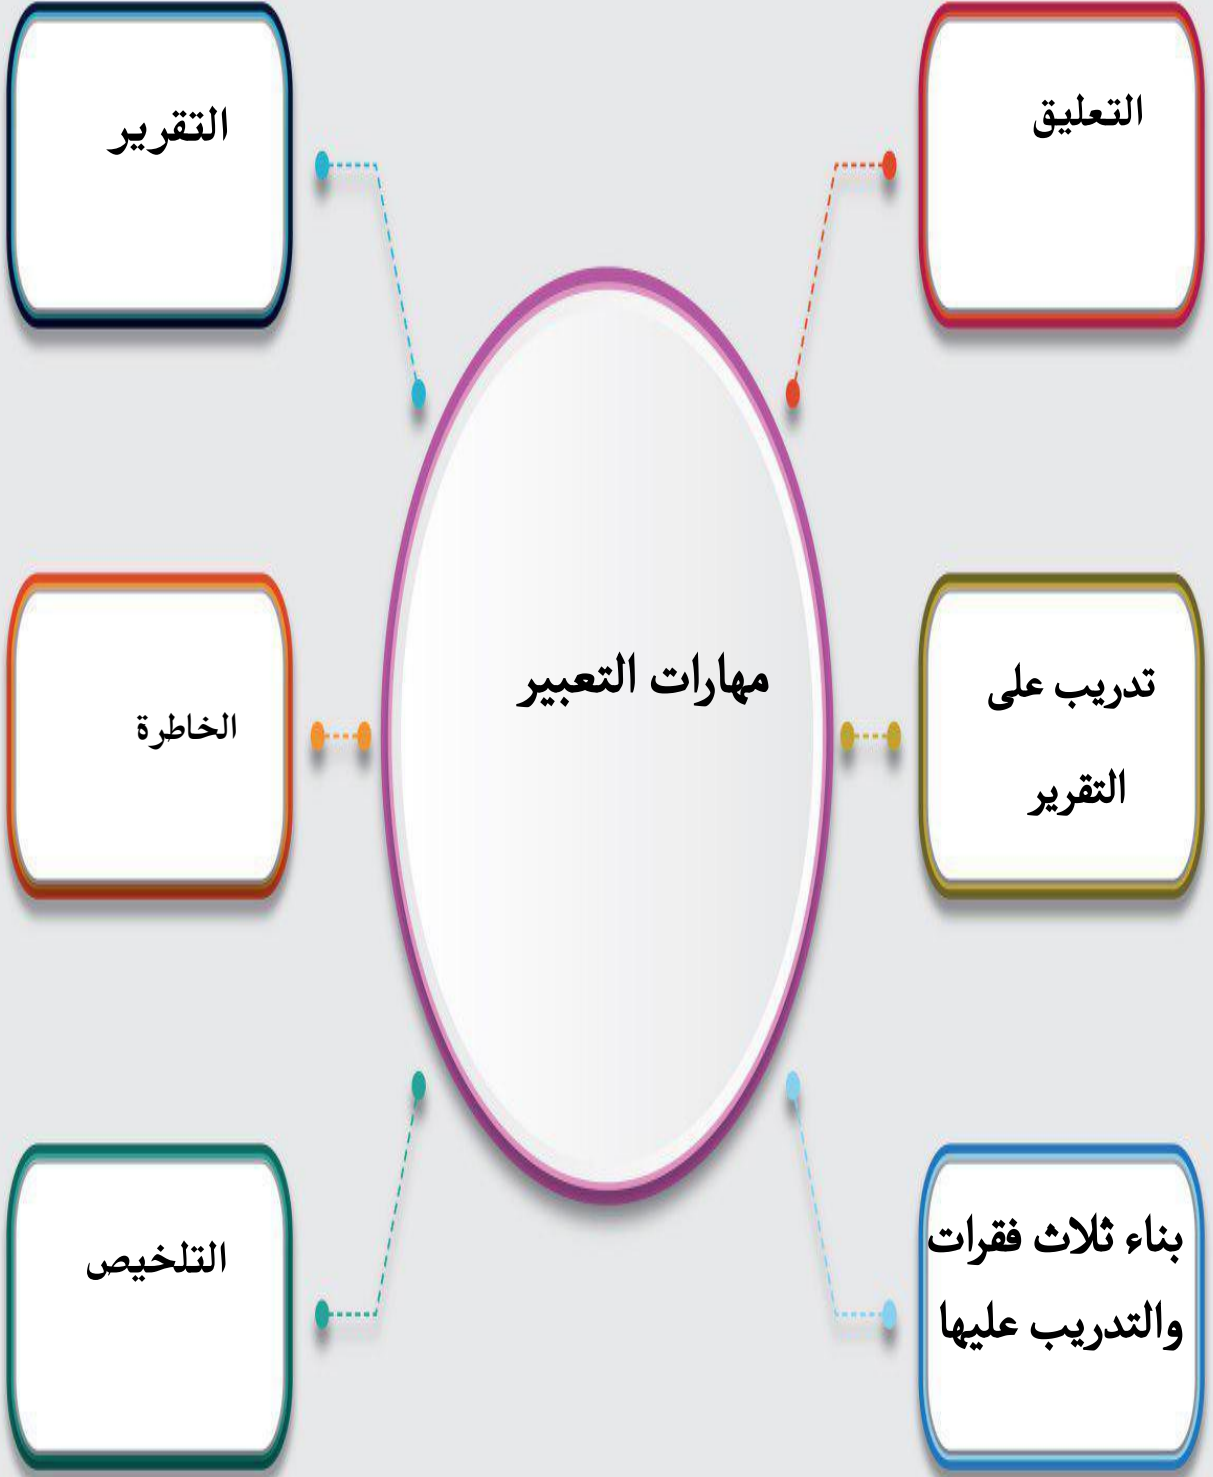 التعليق
التقرير
مهارات التعبير
تدريب على
التقرير
الخاطرة
بناء ثلاث فقرات
والتدريب عليها
التلخيص